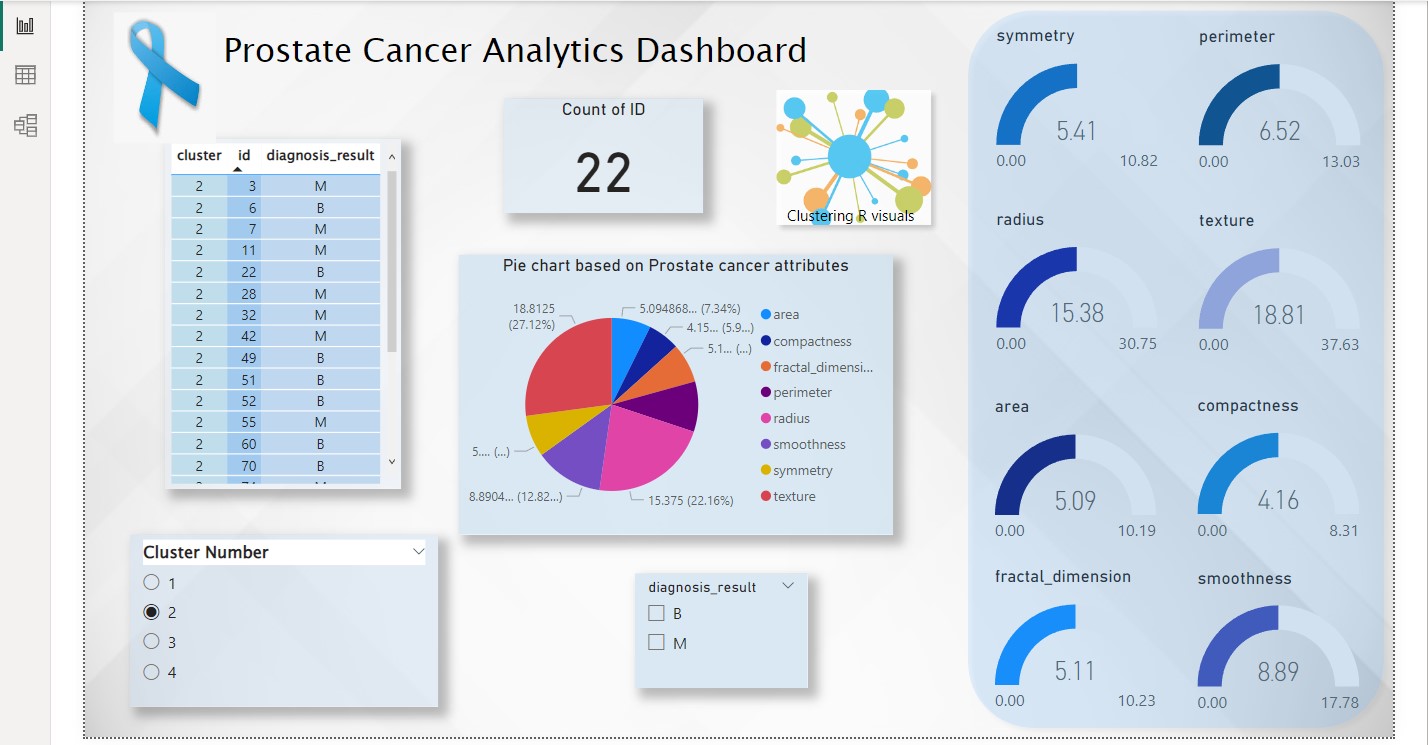 Prostate Cancer Analytics Dashboard
Count of ID
22
Clustering R visuals
cluster id diagnosis_result
2 3 M
2 6 B
2 7 M
2 11 M
2 22 B
2 28 M
2 32 M
2 42 M
2 49 B
2 51 B
2 52 B
2 55 M
2 60 B
2 70 B
Pie chart based on Prostate cancer attributes
18.8125
(27.12%)
5.094868... (7.34%)
4.15... (5.9...)
5.1... (...)
5.... (...)
8.8904... (12.82...)
15.375 (22.16%)
area
compactness
fractal_dimensi...
perimeter
radius
smoothness
symmetry
texture
Cluster Number
1
2
3
4
diagnosis_result
B
M
symmetry
5.41
0.00 10.82
perimeter
6.52
0.00 13.03
radius
15.38
0.00 30.75
texture
18.81
0.00 37.63
area
5.09
0.00 10.19
compactness
4.16
0.00 8.31
fractal_dimension
5.11
0.00 10.23
smoothness
8.89
0.00 17.78